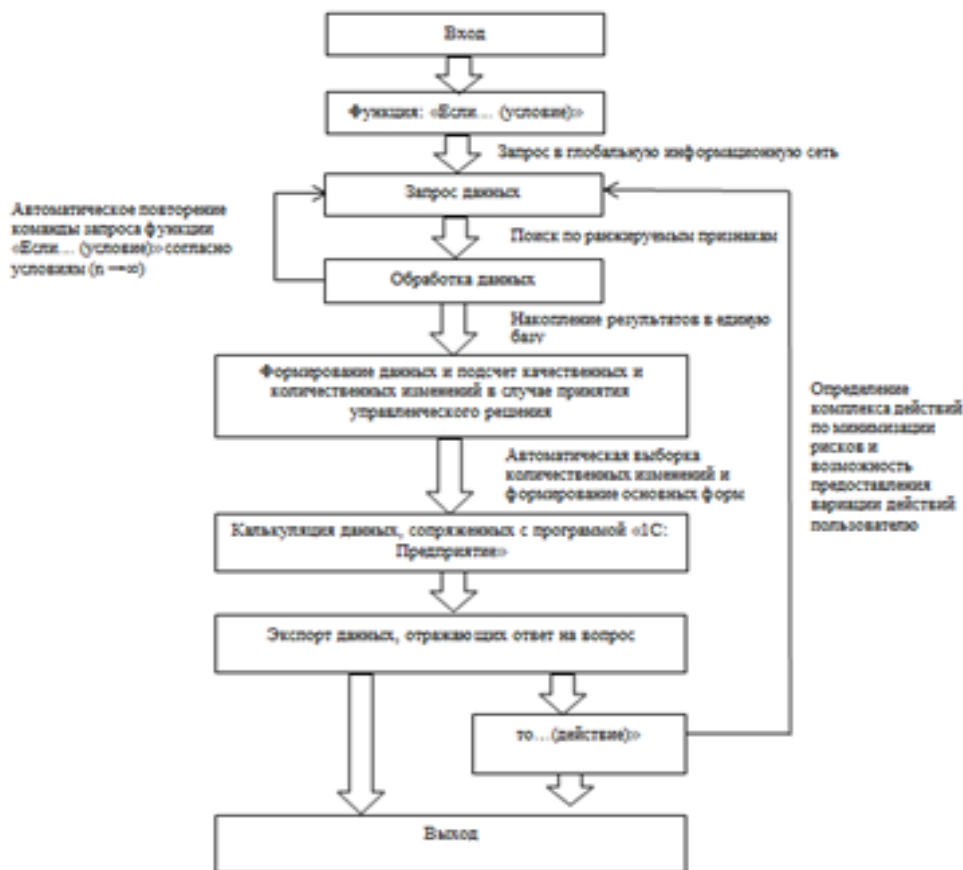 Вход
Функция: «Если… (условие)»
Запрос в глобальную информационную сеть
Запрос данных
Автоматическое повторение
команды запроса функции
«Если… (условие)» согласно
условиям (n →∞)
Поиск по ранжируемым признакам
Обработка данных
Накопление результатов в единую
базу
Формирование данных и подсчет качественных и
количественных изменений в случае принятия
управленческого решения
Определение
комплекса действий
по минимизации
рисков и
возможность
предоставления
вариации действий
пользователю
Автоматическая выборка
количественных изменений и
формирование основных форм
Калькуляция данных, сопряженных с программой «1С:
Предприятие»
Экспорт данных, отражающих ответ на вопрос
то…(действие)»
Выход